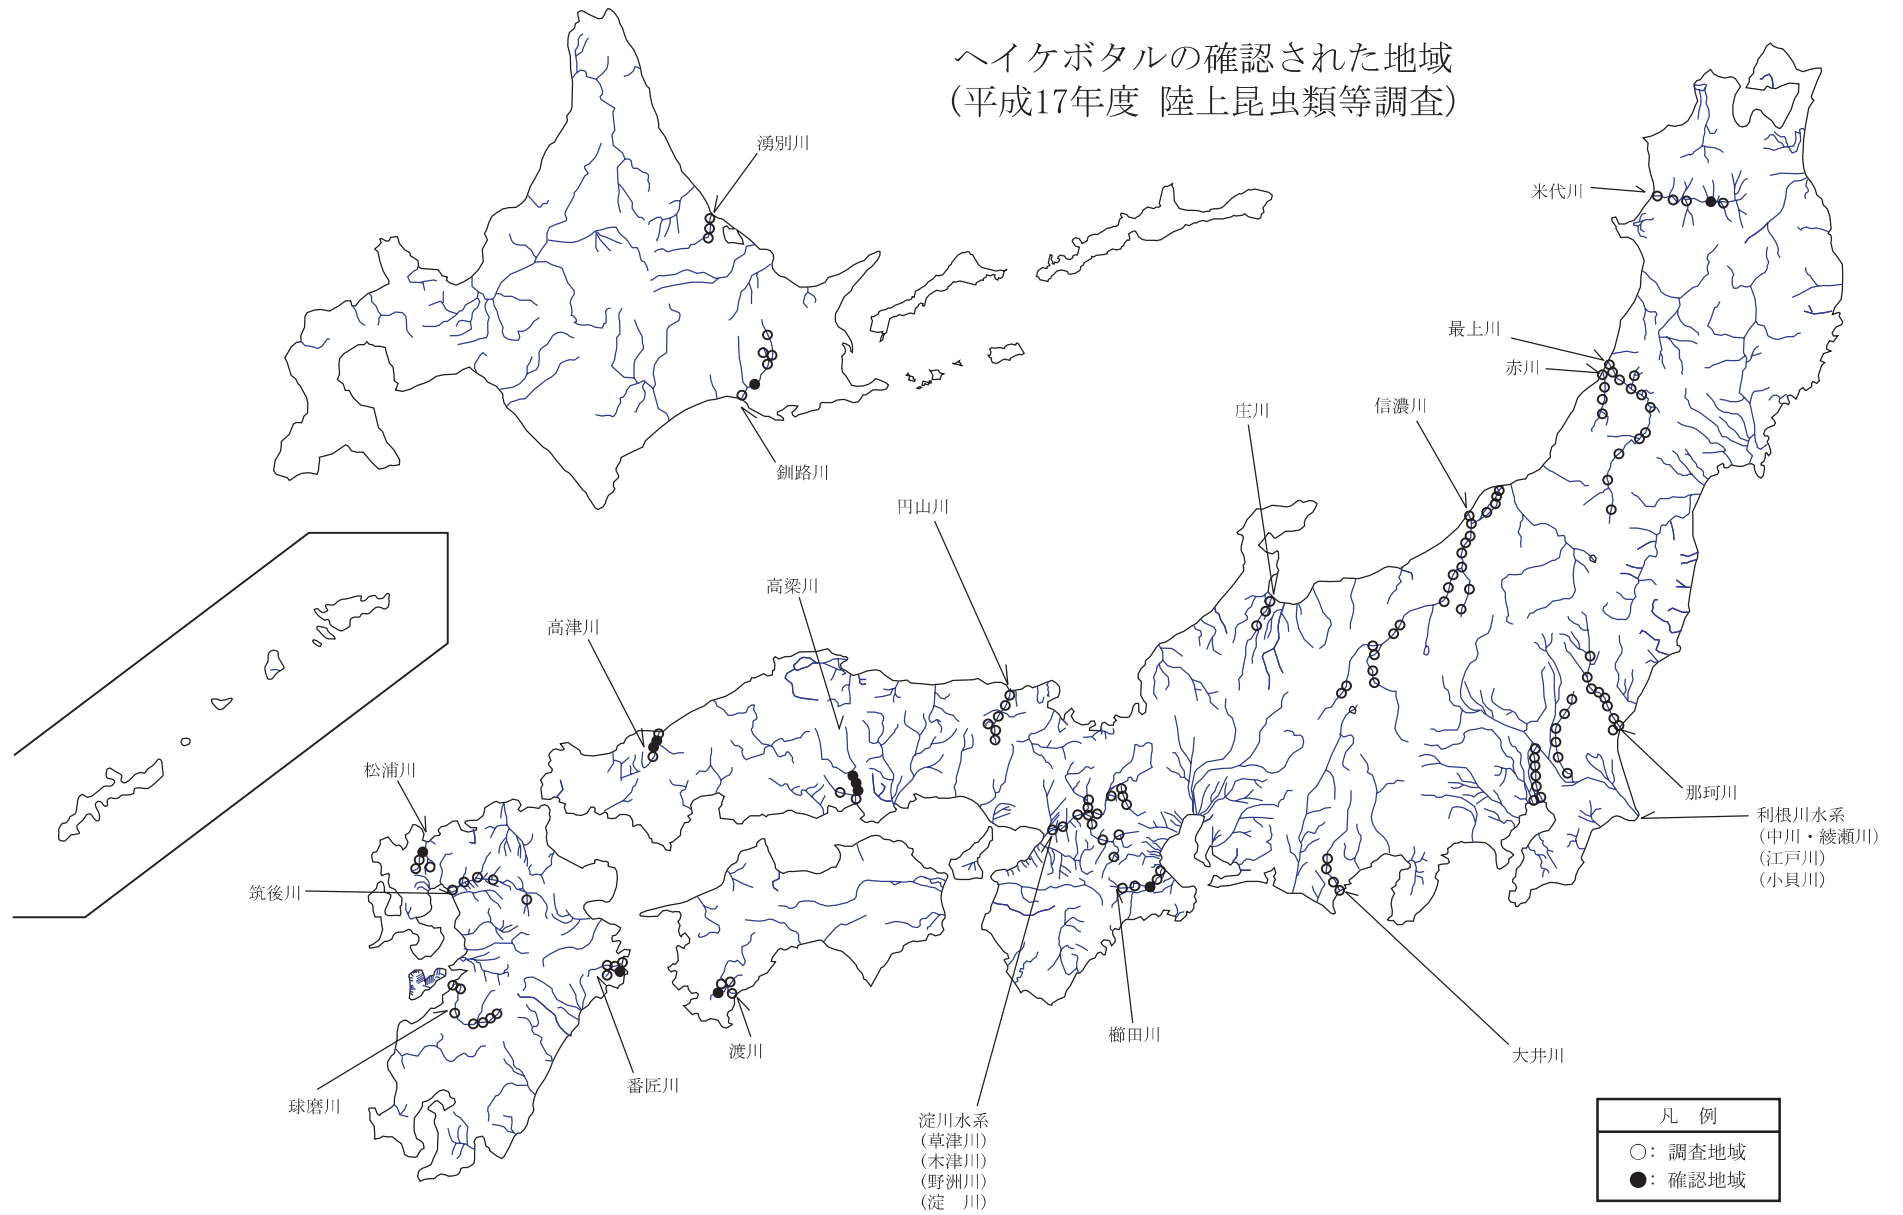 ヘイケボタルの確認された地域
(平成17年度 陸上昆虫類等調査)
湧別川
米代川
最上川
赤川
釧路川
庄川
信濃川
円山川
高梁川
高津川
松浦川
筑後川
那珂川
利根川水系
(中川・綾瀬川)
(江戸川)
(小貝川)
櫛田川
大井川
渡川
番匠川
球磨川
淀川水系
(草津川)
(木津川)
(野洲川)
(淀　川)
凡　例
○: 調査地域
●: 確認地域